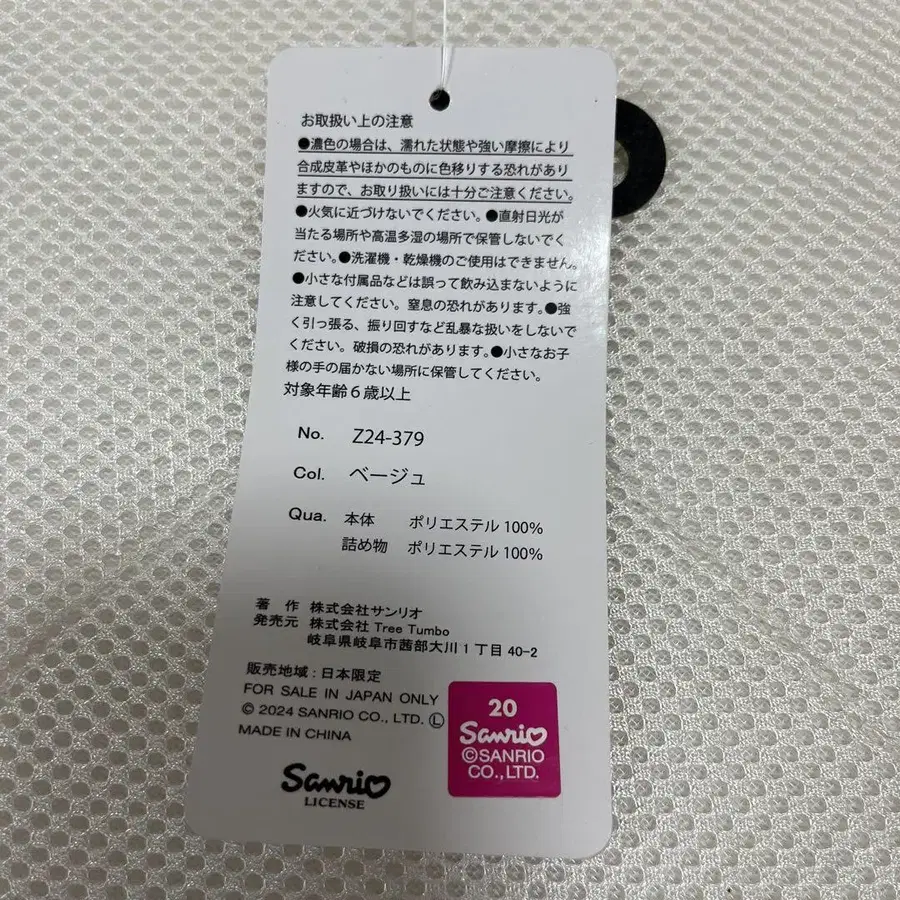 お取扱い上の注意
●濃色の場合は、濡れた状態や強い摩擦により
合成皮革やほかのものに色移りする恐れがあり
ますので、お取り扱いには十分ご注意ください。
●火気に近づけないでください。●直射日光が
当たる場所や高温多湿の場所で保管しないでく
ださい。●洗濯機・乾燥機のご使用はできません。
●小さな付属品などは誤って飲み込まないように
注意してください。窒息の恐れがあります。●強
く引っ張る、振り回すなど乱暴な扱いをしないで
ください。破損の恐れがあります。●小さなお子
様の手の届かない場所に保管してください。
対象年齢6歳以上
No. Z24-379
Col. ベージュ
Qua. 本体 ポリエステル100%
詰め物 ポリエステル100%
著 作 株式会社サンリオ
発売元 株式会社 Tree Tumbo
岐阜県岐阜市茜部大川1丁目40-2
販売地域：日本限定
FOR SALE IN JAPAN ONLY
© 2024 SANRIO CO., LTD. Ⓛ
MADE IN CHINA
Sanrio
LICENSE
20
Sanrio
©SANRIO
CO.,LTD.